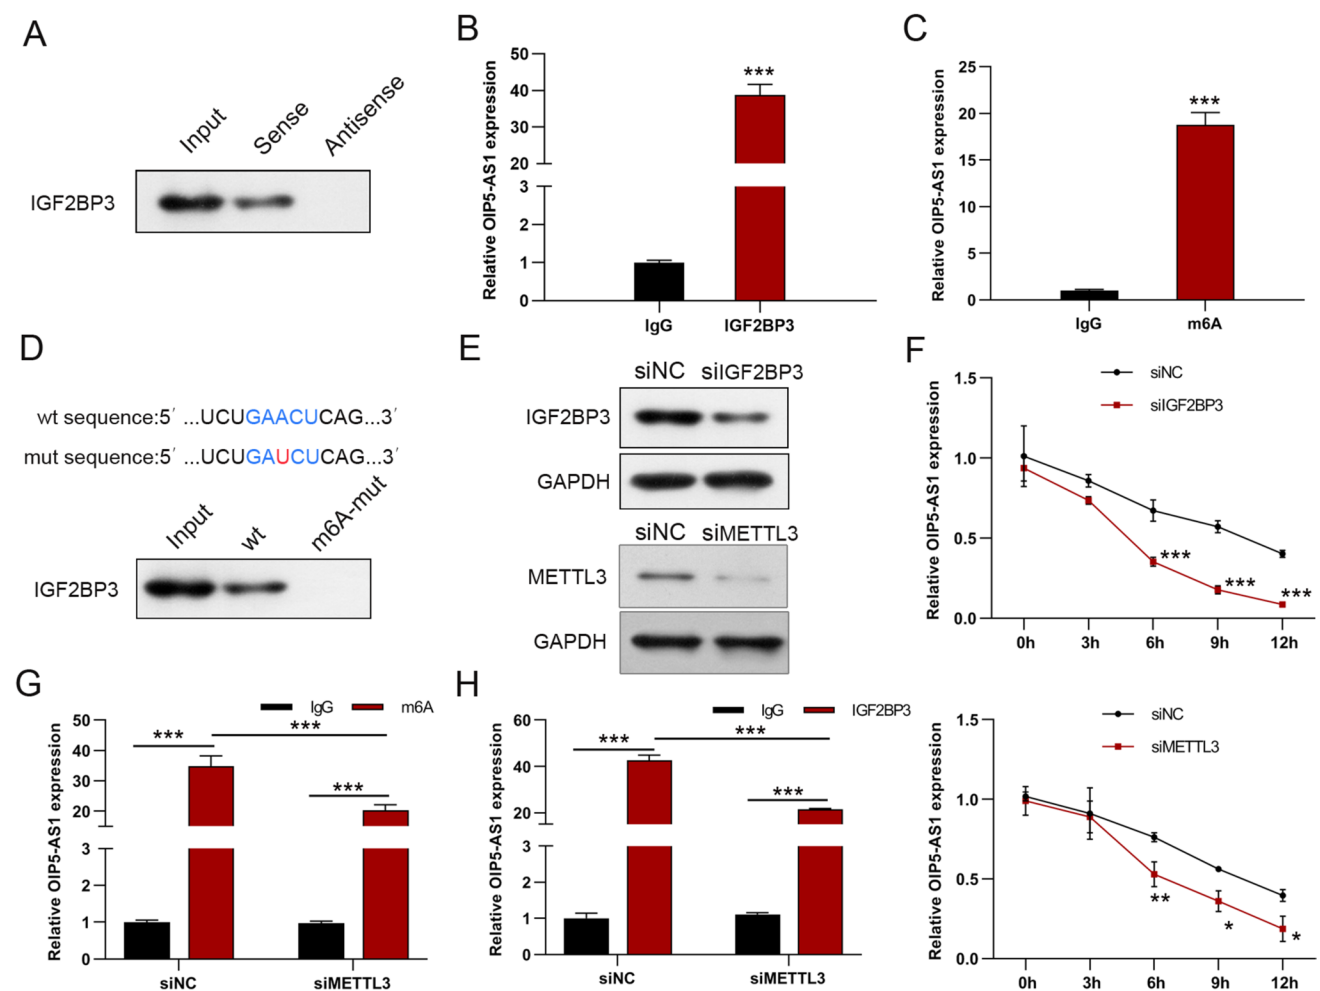 A
Input
Sense
Antisense
IGF2BP3
B
Relative OIP5-AS1 expression
50
40
30
20
3
2
1
0
***
IgG
IGF2BP3
C
Relative OIP5-AS1 expression
25
20
15
10
5
0
***
IgG
m6A
D
wt sequence:5′ ...UCUGAACUCAG...3′
mut sequence:5′ ...UCUGAUCUCAG...3′
Input
wt
m6A-mut
IGF2BP3
E
siNC siIGF2BP3
IGF2BP3
GAPDH
siNC siMETTL3
METTL3
GAPDH
F
siNC
siIGF2BP3
Relative OIP5-AS1 expression
1.5
1.0
0.5
0.0
***
***
***
0h 3h 6h 9h 12h
G
IgG m6A
Relative OIP5-AS1 expression
50
40
30
20
3
2
1
0
***
***
***
siNC siMETTL3
H
IgG IGF2BP3
Relative OIP5-AS1 expression
60
40
20
3
2
1
0
***
***
***
siNC siMETTL3
siNC
siMETTL3
Relative OIP5-AS1 expression
1.5
1.0
0.5
0.0
**
*
*
0h 3h 6h 9h 12h